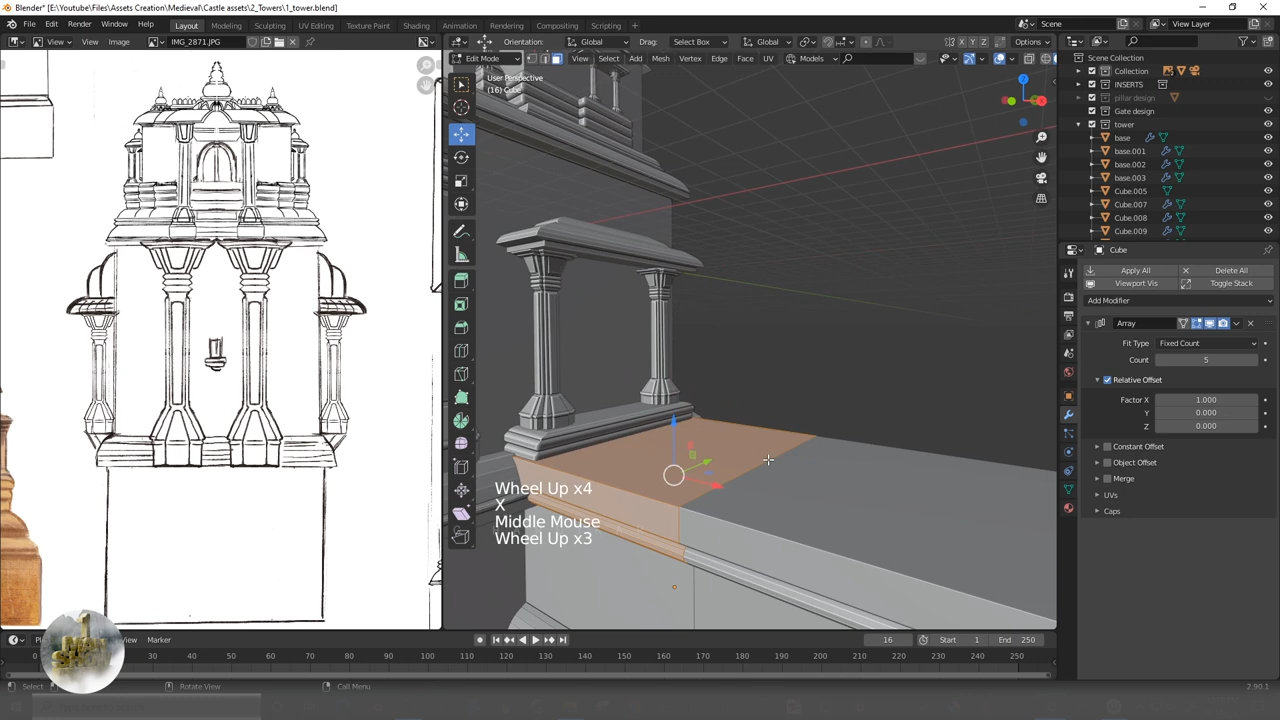 Blender* [E:\Youtube\Files\Assets Creation\Medieval\Castle assets\2_Towers\1_tower.blend]
File Edit Render Window Help Layout Modeling Sculpting UV Editing Texture Paint Shading Animation Rendering Compositing Scripting + Scene View Layer
View View Image IMG_2871.JPG Orientation: Global Drag: Select Box Global X Y Z Options
Edit Mode View Select Add Mesh Vertex Edge Face UV Models
User Perspective
(16) Cube
Scene Collection
Collection
INSERTS
pillar design
Gate design
tower
base
base.001
base.002
base.003
Cube.005
Cube.007
Cube.008
Cube.009
Cube
Apply All Delete All
Viewport Vis Toggle Stack
Add Modifier
Array
Fit Type Fixed Count
Count 5
Relative Offset
Factor X 1.000
Y 0.000
Z 0.000
Constant Offset
Object Offset
Merge
UVs
Caps
Wheel Up x4
X
Middle Mouse
Wheel Up x3
View Marker 16 Start 1 End 250
0 30 40 50 60 70 80 90 100 110 120 130 140 150 160 170 180 190 200 210 220 230 240 250
1 MAN SHOW
Select Rotate View Call Menu 2.90.1